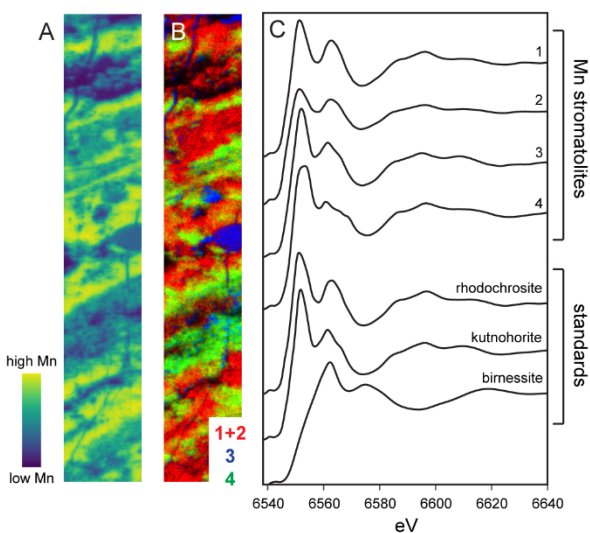 A
B
C
1
2
3
4
Mn stromatolites
rhodochrosite
kutnohorite
birnessite
standards
high Mn
low Mn
1+2
3
4
6540 6560 6580 6600 6620 6640
eV